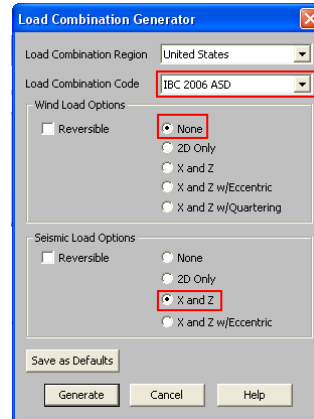 Load Combination Generator
Load Combination Region United States
Load Combination Code IBC 2006 ASD
Wind Load Options
Reversible None
2D Only
X and Z
X and Z w/Eccentric
X and Z w/Quartering
Seismic Load Options
Reversible None
2D Only
X and Z
X and Z w/Eccentric
Save as Defaults
Generate Cancel Help